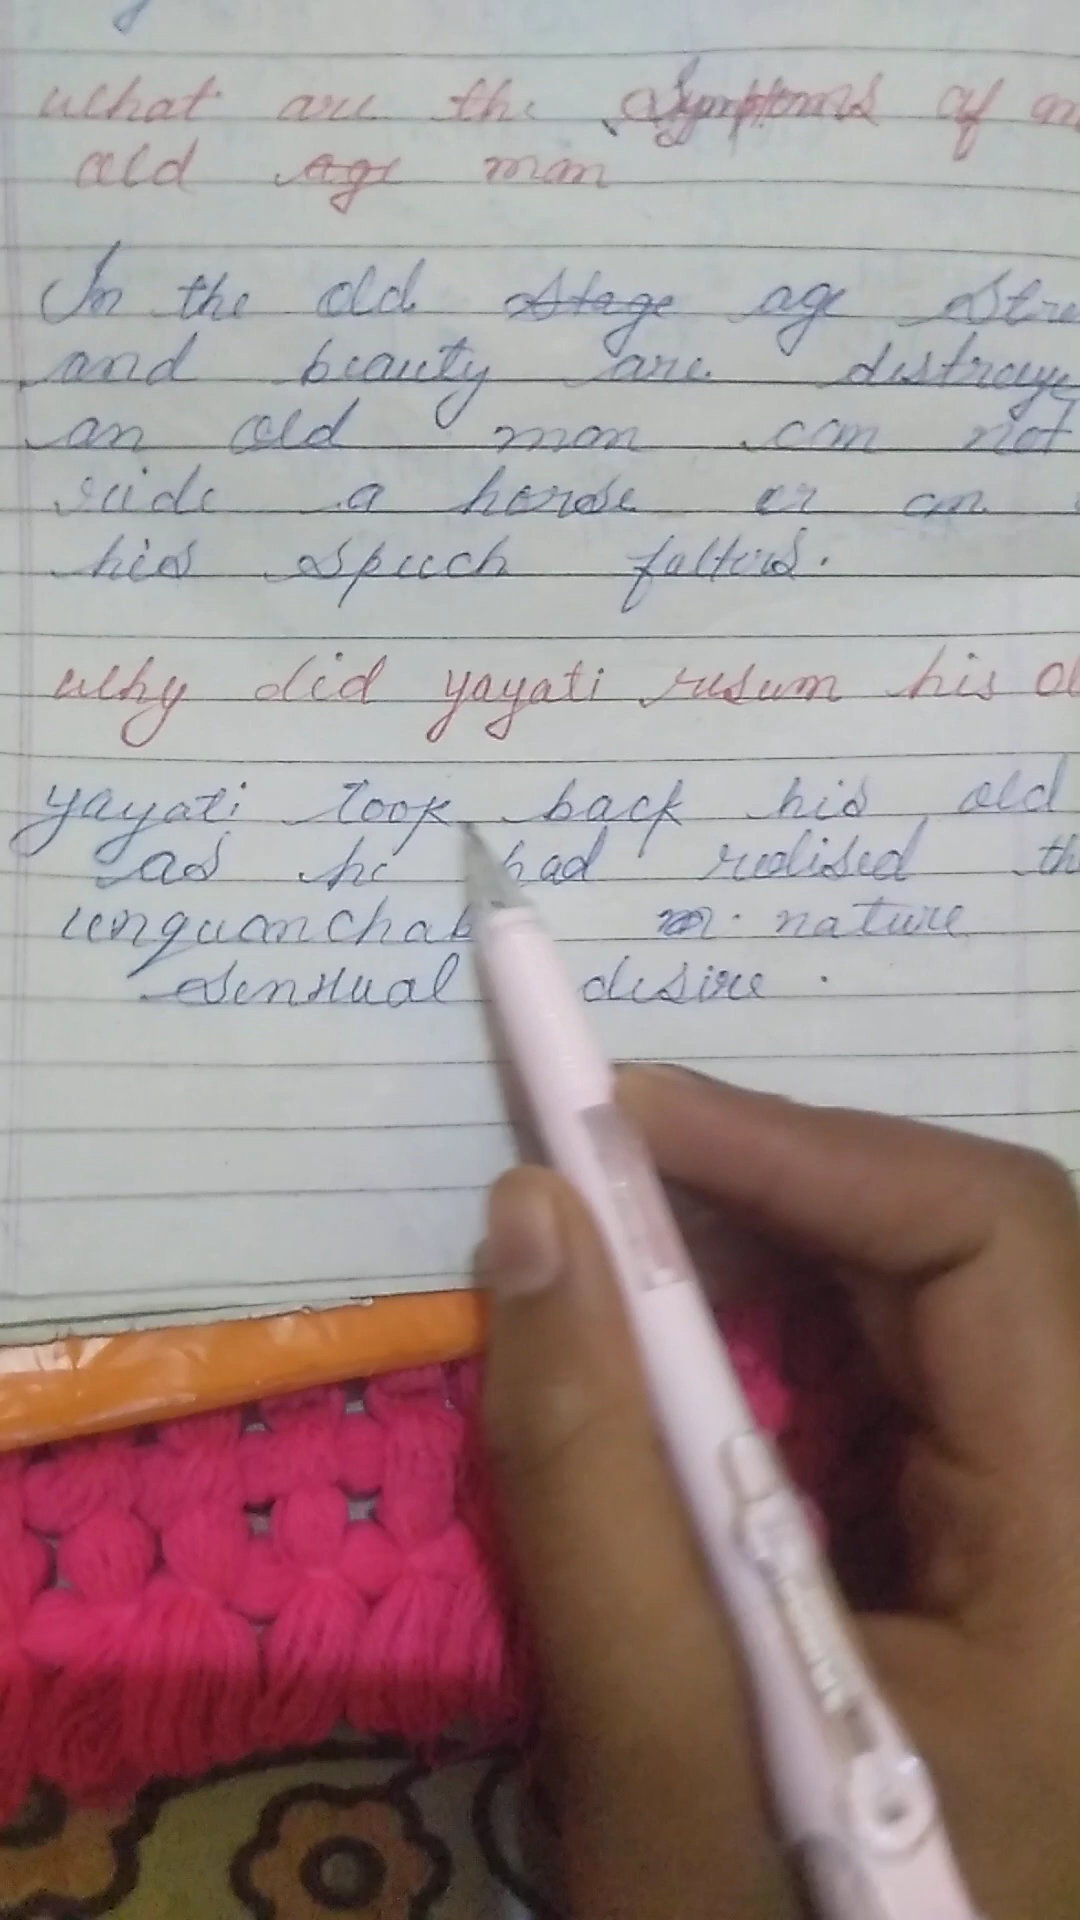 what are the Symptoms of an
old age man
In the old stage age Stre
and beauty are distroye
an old man can not
ride a horse or an
his speech falters.
why did yayati resum his ol
yayati took back his old
as he had realised th
unquanchab nature
sensual desire.